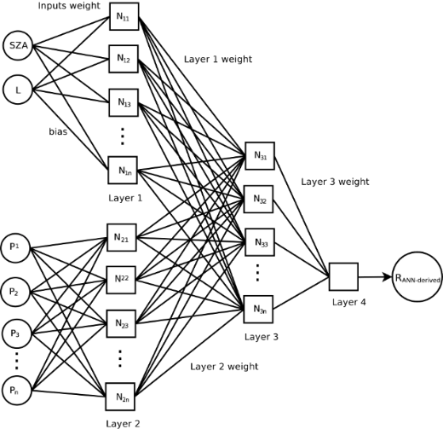 Inputs weight
SZA
L
bias
N11
N12
N13
N1n
Layer 1
Layer 1 weight
P1
P2
P3
Pn
N21
N22
N23
N2n
Layer 2
Layer 2 weight
N31
N32
N33
N3n
Layer 3
Layer 3 weight
Layer 4
RANN-derived